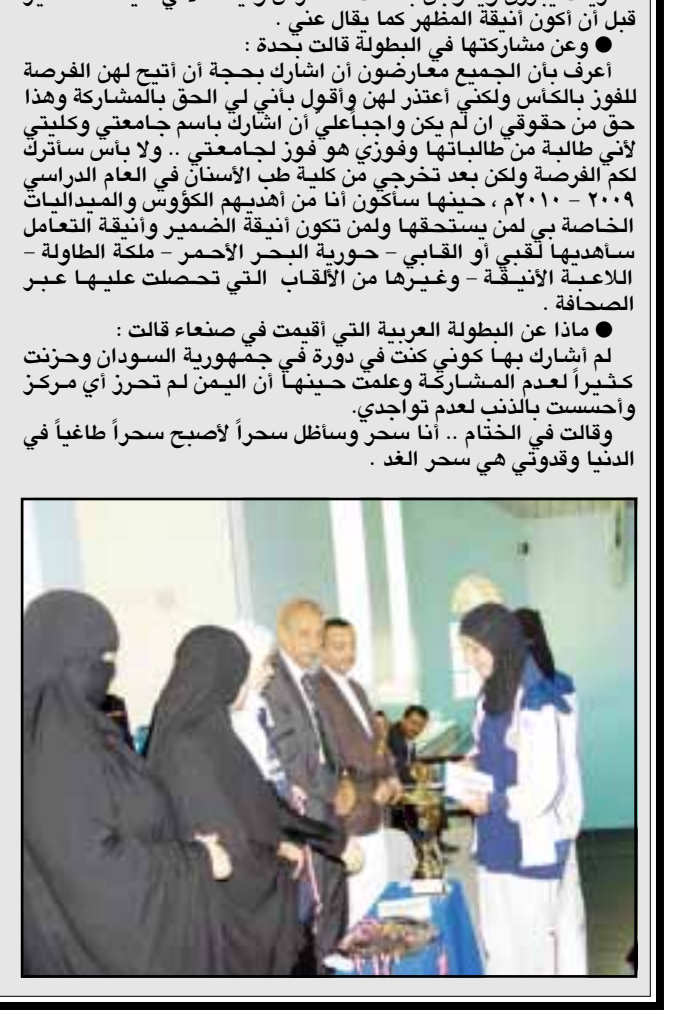 قبل أن أكون أنيقة المظهر كما يقال عني .
● وعن مشاركتها في البطولة قالت بحدة :
أعرف بأن الجميع معارضون أن اشارك بحجة أن أتيح لهن الفرصة
للفوز بالكأس ولكني أعتذر لهن وأقول بأني لي الحق بالمشاركة وهذا
حق من حقوقي ان لم يكن واجباًعليّ أن اشارك باسم جامعتي وكليتي
لأني طالبة من طالباتها وفوزي هو فوز لجامعتي .. ولا بأس سأترك
لكم الفرصة ولكن بعد تخرجي من كلية طب الأسنان في العام الدراسي
٢٠٠٩ – ٢٠١٠م ، حينها سأكون أنا من أهديهم الكؤوس والميداليات
الخاصة بي لمن يستحقها ولمن تكون أنيقة الضمير وأنيقة التعامل
سأهديها لقبي أو القابي – حورية البحر الأحمر – ملكة الطاولة –
اللاعبة الأنيقة – وغيرها من الألقاب التي تحصلت عليها عبر
الصحافة .
● ماذا عن البطولة العربية التي أقيمت في صنعاء قالت :
لم أشارك بها كوني كنت في دورة في جمهورية السودان وحزنت
كثيراً لعدم المشاركة وعلمت حينها أن اليمن لم تحرز أي مركز
وأحسست بالذنب لعدم تواجدي.
وقالت في الختام .. أنا سحر وسأظل سحراً لأصبح سحراً طاغياً في
الدنيا وقدوتي هي سحر الغد .